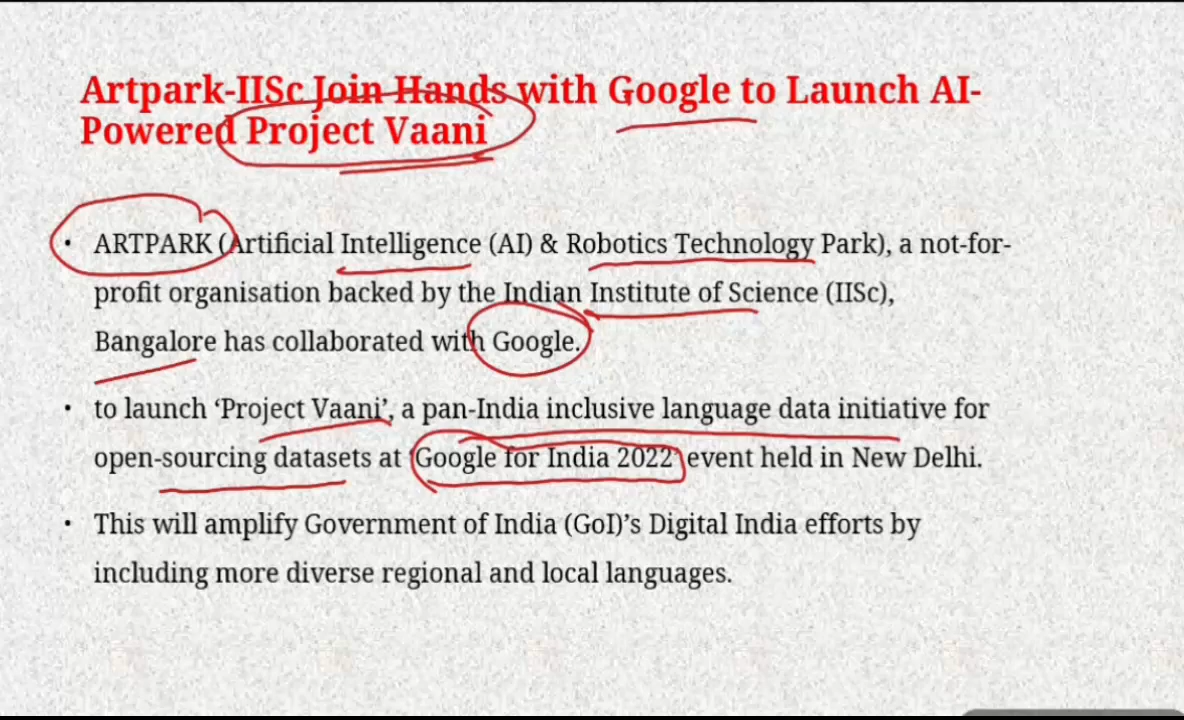 Artpark-IISc Join Hands with Google to Launch AI-
Powered Project Vaani
• ARTPARK (Artificial Intelligence (AI) & Robotics Technology Park), a not-for-
profit organisation backed by the Indian Institute of Science (IISc),
Bangalore has collaborated with Google.
• to launch ‘Project Vaani’, a pan-India inclusive language data initiative for
open-sourcing datasets at ‘Google for India 2022’ event held in New Delhi.
• This will amplify Government of India (GoI)’s Digital India efforts by
including more diverse regional and local languages.